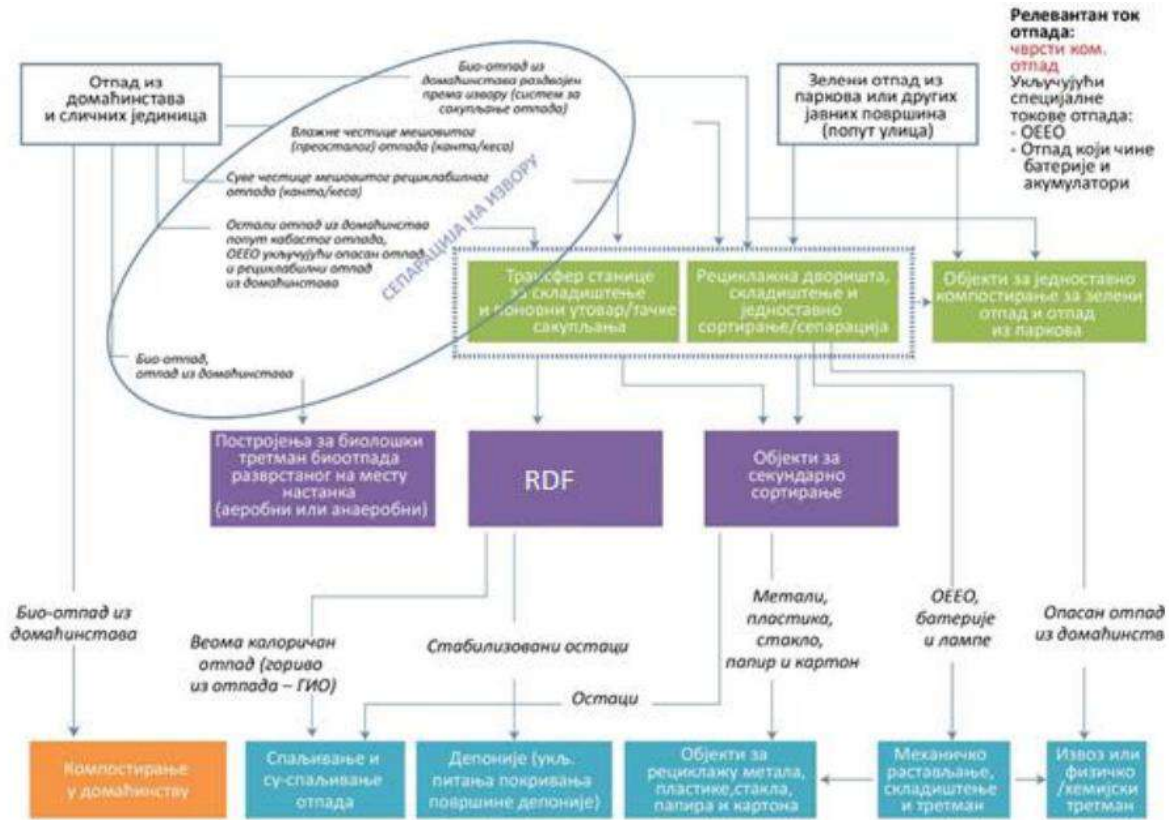 Релевантан ток
отпада:
чврсти ком.
отпад
Укључујући
специјалне
токове отпада:
- ОЕЕО
- Отпад који чине
батерије и
акумулатори
Отпад из
домаћинства
и сличних јединица
Био-отпад из
домаћинстава раздвојен
према извору (систем за
сакупљање отпада)
Зелени отпад из
паркова или других
јавних површина
(попут улица)
Влажне честице мешовитог
(преосталог) отпада (канта/кеса)
Суве честице мешовитог рециклабилног
отпада (канта/кеса)
Остали отпад из домаћинства
попут кабастог отпада,
ОЕЕО укључујући опасан отпад
и рециклабилни отпад
из домаћинстава
СЕПАРАЦИЈА НА ИЗВОРУ
Био-отпад,
отпад из домаћинстава
Трансфер станице
за складиштење
и поновни утовар/тачке
сакупљања
Рециклажна дворишта,
складиштење и
једноставно
сортирање/сепарација
Објекти за једноставно
компостирање за зелени
отпад и отпад
из паркова
Постројења за биолошки
третман биоотпада
разврстаног на месту
настанка
(аеробни или анаеробни)
RDF
Објекти за
секундарно
сортирање
Био-отпад из
домаћинстава
Веома калоричан
отпад (гориво
из отпада – ГИО)
Стабилизовани остаци
Остаци
Метали,
пластика,
стакло,
папир и картон
ОЕЕО,
батерије
и лампе
Опасан отпад
из домаћинств
Компостирање
у домаћинству
Спаљивање и
су-спаљивање
отпада
Депоније (укљ.
питања покривања
површине депоније)
Објекти за
рециклажу метала,
пластике,стакла,
папира и картона
Механичко
растављање,
складиштење
и третман
Извоз или
физичко
/хемијски
третман